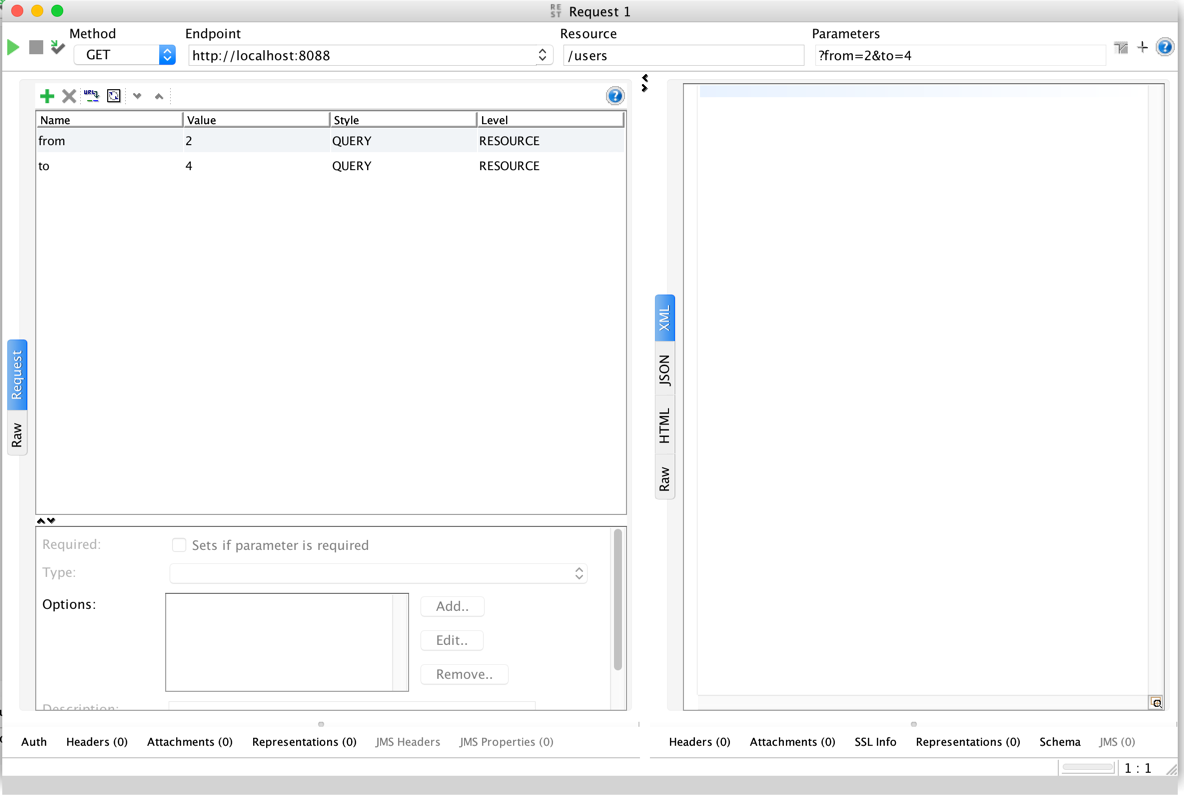 REST Request 1
Method Endpoint Resource Parameters
GET http://localhost:8088 /users ?from=2&to=4
Name Value Style Level
from 2 QUERY RESOURCE
to 4 QUERY RESOURCE
Request
Raw
Required: Sets if parameter is required
Type:
Options:
Add..
Edit..
Remove..
Description:
Auth Headers (0) Attachments (0) Representations (0) JMS Headers JMS Properties (0)
XML
JSON
HTML
Raw
Headers (0) Attachments (0) SSL Info Representations (0) Schema JMS (0)
1 : 1